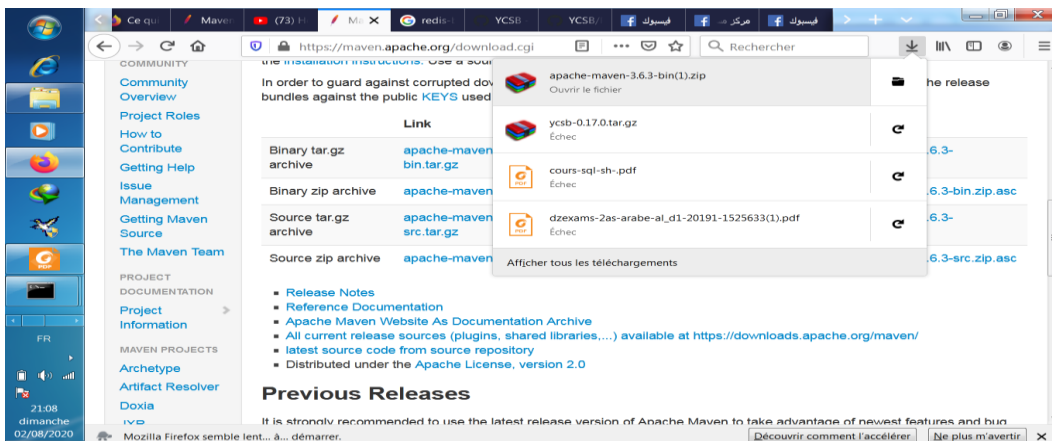 Ce qui
Maven
(73) H
Ma
redis-t
YCSB
YCSB/
فيسبوك
مركز
فيسبوك
https://maven.apache.org/download.cgi
Rechercher
COMMUNITY
Community
Overview
Project Roles
How to
Contribute
Getting Help
Issue
Management
Getting Maven
Source
The Maven Team
PROJECT
DOCUMENTATION
Project
Information
MAVEN PROJECTS
Archetype
Artifact Resolver
Doxia
JXR
the installation instructions. Use a sou
In order to guard against corrupted dov
he release
bundles against the public KEYS used
Link
Binary tar.gz
archive
apache-maven
bin.tar.gz
.6.3-
Binary zip archive
apache-maven
.6.3-bin.zip.asc
Source tar.gz
archive
apache-maven
src.tar.gz
.6.3-
Source zip archive
apache-maven
.6.3-src.zip.asc
apache-maven-3.6.3-bin(1).zip
Ouvrir le fichier
ycsb-0.17.0.tar.gz
Échec
cours-sql-sh-.pdf
Échec
dzexams-2as-arabe-al_d1-20191-1525633(1).pdf
Échec
Afficher tous les téléchargements
Release Notes
Reference Documentation
Apache Maven Website As Documentation Archive
All current release sources (plugins, shared libraries,...) available at https://downloads.apache.org/maven/
latest source code from source repository
Distributed under the Apache License, version 2.0
Previous Releases
It is strongly recommended to use the latest release version of Apache Maven to take advantage of newest features and bug
Mozilla Firefox semble lent... à... démarrer.
Découvrir comment l'accélérer
Ne plus m'avertir
PDF
FR
21:08
dimanche
02/08/2020